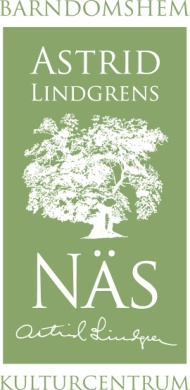 BARNDOMSHEM
ASTRID
LINDGRENS
NÄS
Astrid Lindgren
KULTURCENTRUM